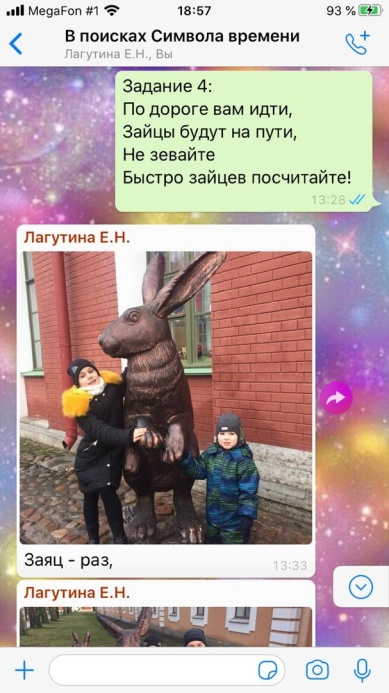 MegaFon #1
18:57
93 %
В поисках Символа времени
Лагутина Е.Н., Вы
Задание 4:
По дороге вам идти,
Зайцы будут на пути,
Не зевайте
Быстро зайцев посчитайте!
13:28
Лагутина Е.Н.
Заяц - раз,
13:33
Лагутина Е.Н.